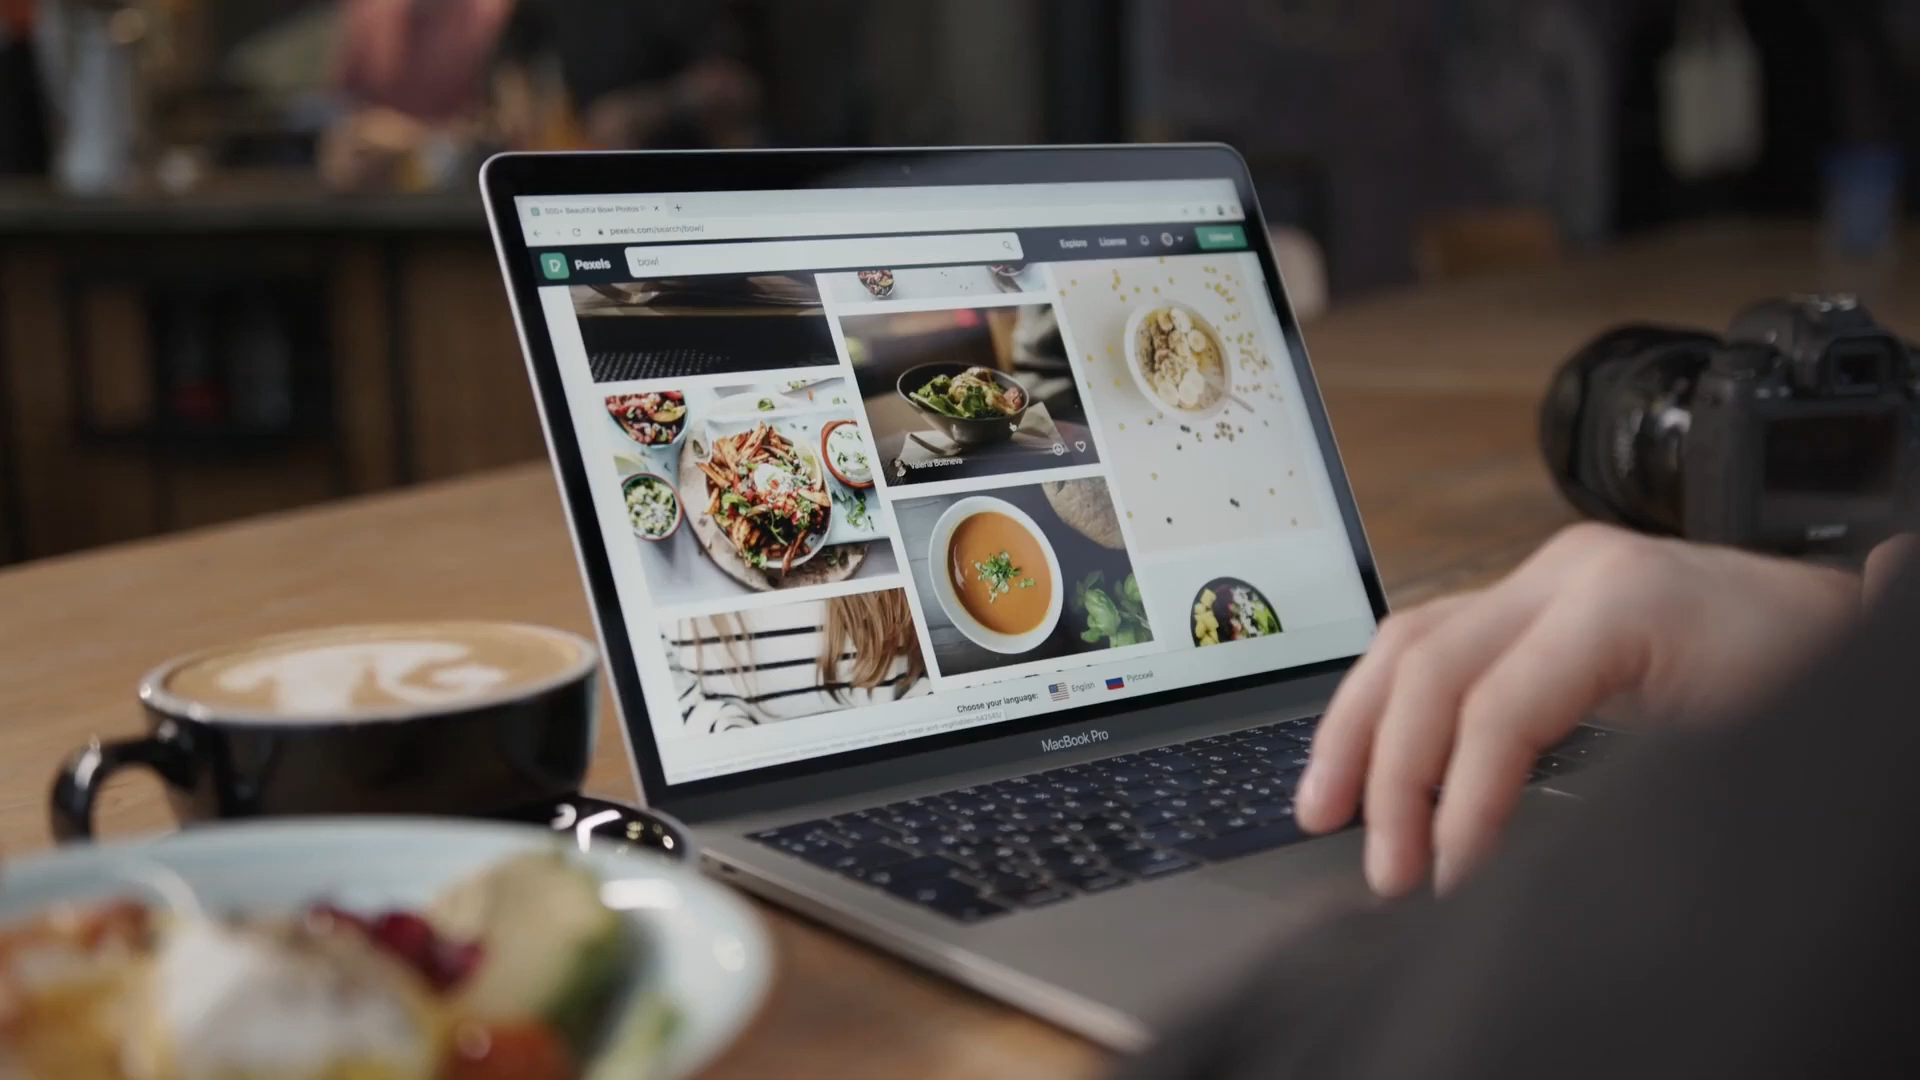 500+ Beautiful Bowl Photos
pexels.com/search/bowl/
Pexels
bowl
Explore
License
Upload
Valeria Boltneva
Choose your language:
English
Русский
MacBook Pro